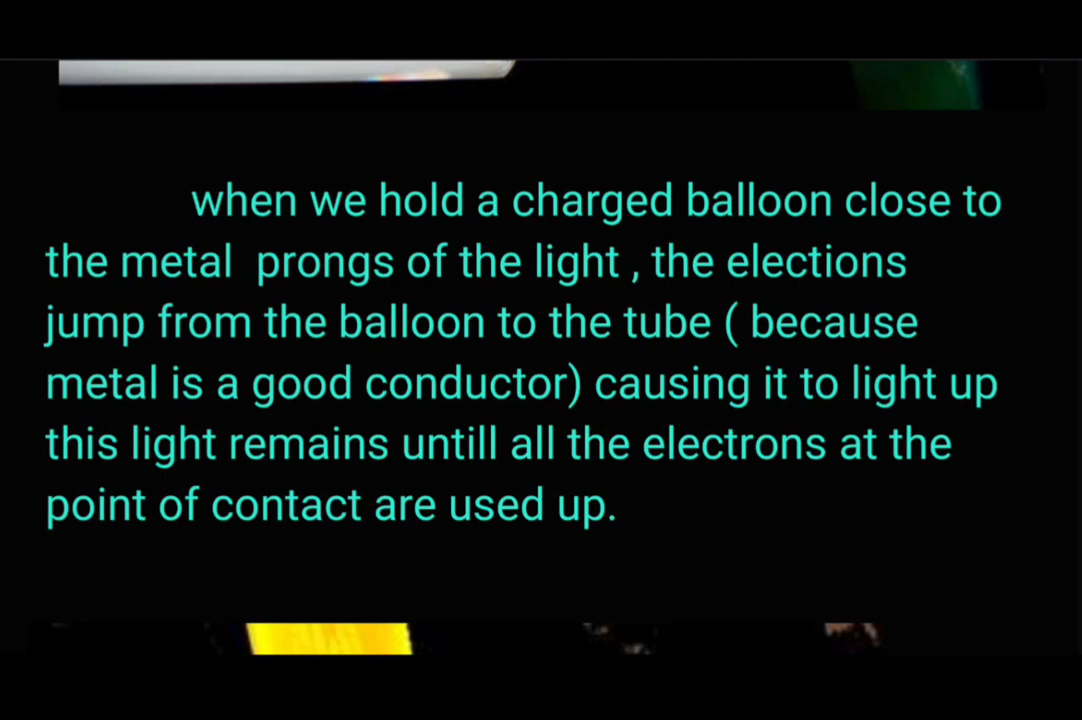 when we hold a charged balloon close to
the metal prongs of the light , the elections
jump from the balloon to the tube ( because
metal is a good conductor) causing it to light up
this light remains untill all the electrons at the
point of contact are used up.